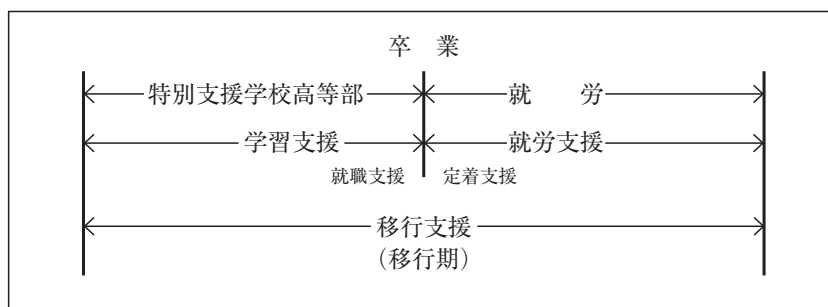 卒　業
特別支援学校高等部　就　　労
学習支援　就労支援
就職支援　定着支援
移行支援
（移行期）